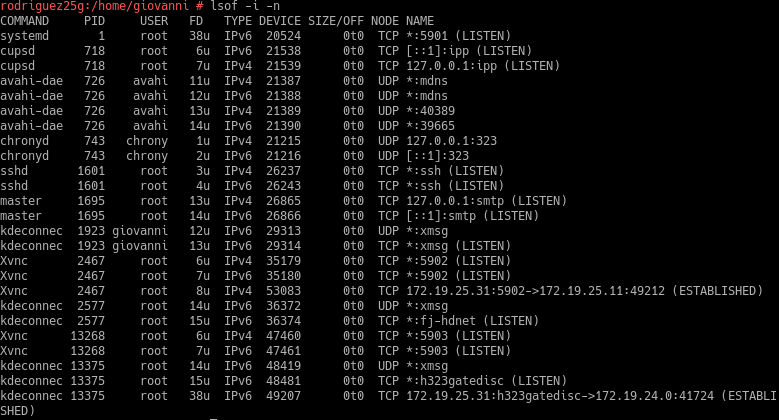 rodriguez25g:/home/giovanni # lsof -i -n
COMMAND     PID     USER   FD   TYPE DEVICE SIZE/OFF NODE NAME
systemd       1     root   38u  IPv6  20524      0t0  TCP *:5901 (LISTEN)
cupsd       718     root    6u  IPv6  21538      0t0  TCP [::1]:ipp (LISTEN)
cupsd       718     root    7u  IPv4  21539      0t0  TCP 127.0.0.1:ipp (LISTEN)
avahi-dae   726    avahi   11u  IPv4  21387      0t0  UDP *:mdns
avahi-dae   726    avahi   12u  IPv6  21388      0t0  UDP *:mdns
avahi-dae   726    avahi   13u  IPv4  21389      0t0  UDP *:40389
avahi-dae   726    avahi   14u  IPv6  21390      0t0  UDP *:39665
chronyd     743   chrony    1u  IPv4  21215      0t0  UDP 127.0.0.1:323
chronyd     743   chrony    2u  IPv6  21216      0t0  UDP [::1]:323
sshd       1601     root    3u  IPv4  26237      0t0  TCP *:ssh (LISTEN)
sshd       1601     root    4u  IPv6  26243      0t0  TCP *:ssh (LISTEN)
master     1695     root   13u  IPv4  26865      0t0  TCP 127.0.0.1:smtp (LISTEN)
master     1695     root   14u  IPv6  26866      0t0  TCP [::1]:smtp (LISTEN)
kdeconnec  1923 giovanni   12u  IPv6  29313      0t0  UDP *:xmsg
kdeconnec  1923 giovanni   13u  IPv6  29314      0t0  TCP *:xmsg (LISTEN)
Xvnc       2467     root    6u  IPv4  35179      0t0  TCP *:5902 (LISTEN)
Xvnc       2467     root    7u  IPv6  35180      0t0  TCP *:5902 (LISTEN)
Xvnc       2467     root    8u  IPv4  53083      0t0  TCP 172.19.25.31:5902->172.19.25.11:49212 (ESTABLISHED)
kdeconnec  2577     root   14u  IPv6  36372      0t0  UDP *:xmsg
kdeconnec  2577     root   15u  IPv6  36374      0t0  TCP *:fj-hdnet (LISTEN)
Xvnc      13268     root    6u  IPv4  47460      0t0  TCP *:5903 (LISTEN)
Xvnc      13268     root    7u  IPv6  47461      0t0  TCP *:5903 (LISTEN)
kdeconnec 13375     root   14u  IPv6  48419      0t0  UDP *:xmsg
kdeconnec 13375     root   15u  IPv6  48481      0t0  TCP *:h323gatedisc (LISTEN)
kdeconnec 13375     root   38u  IPv6  49207      0t0  TCP 172.19.25.31:h323gatedisc->172.19.24.0:41724 (ESTABLI
SHED)